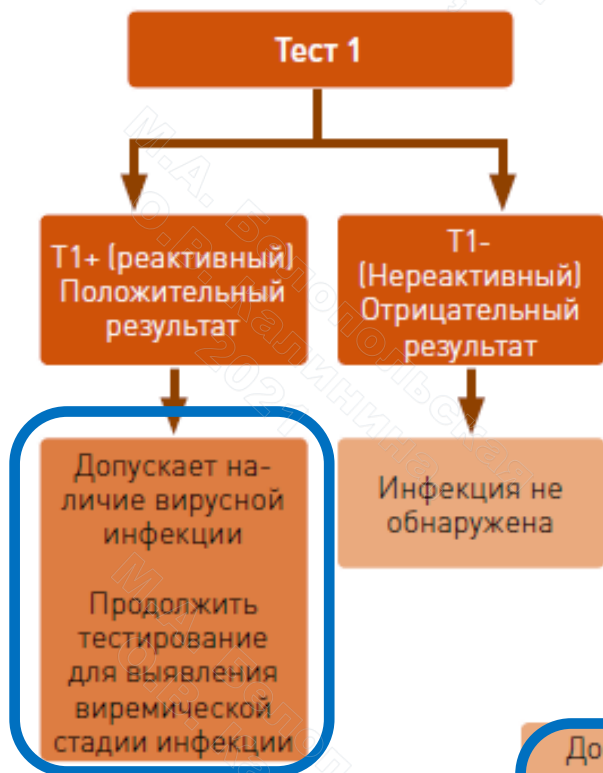 Тест 1
Т1+ (реактивный)
Положительный
результат
Т1-
(Нереактивный)
Отрицательный
результат
Допускает на-
личие вирусной
инфекции
Продолжить
тестирование
для выявления
виремической
стадии инфекции
Инфекция не
обнаружена
До